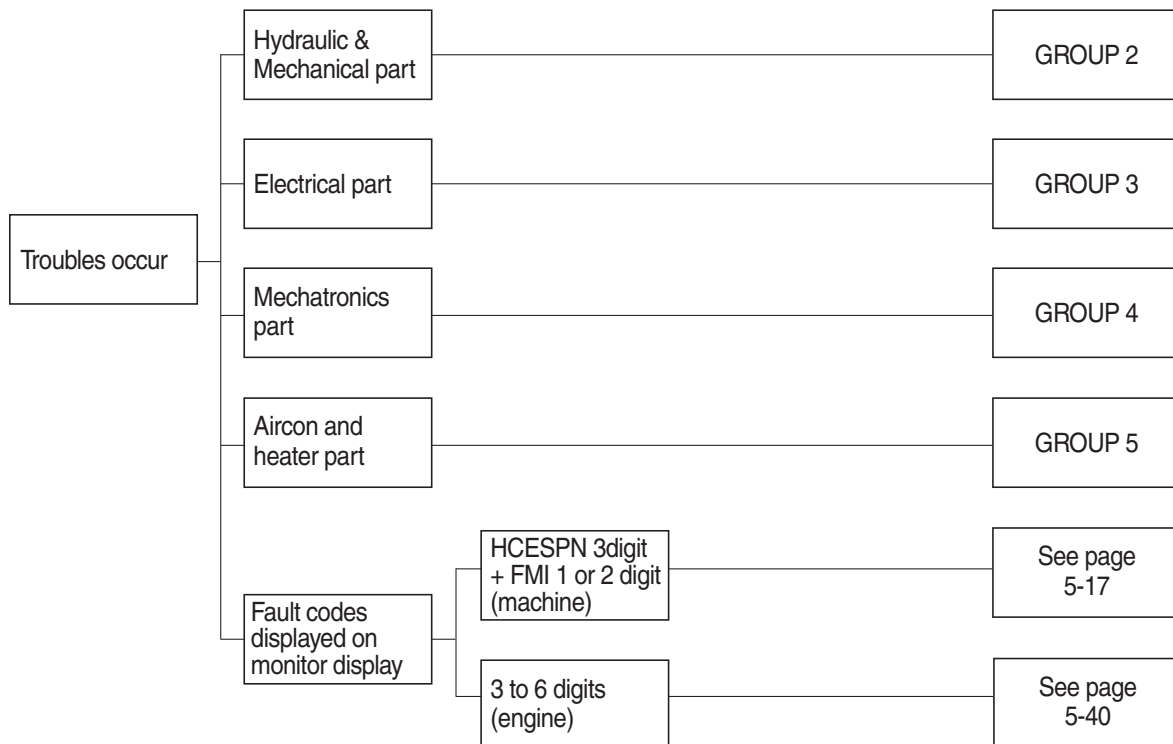 Troubles occur
Hydraulic &
Mechanical part
GROUP 2
Electrical part
GROUP 3
Mechatronics
part
GROUP 4
Aircon and
heater part
GROUP 5
Fault codes
displayed on
monitor display
HCESPN 3digit
+ FMI 1 or 2 digit
(machine)
See page
5-17
3 to 6 digits
(engine)
See page
5-40